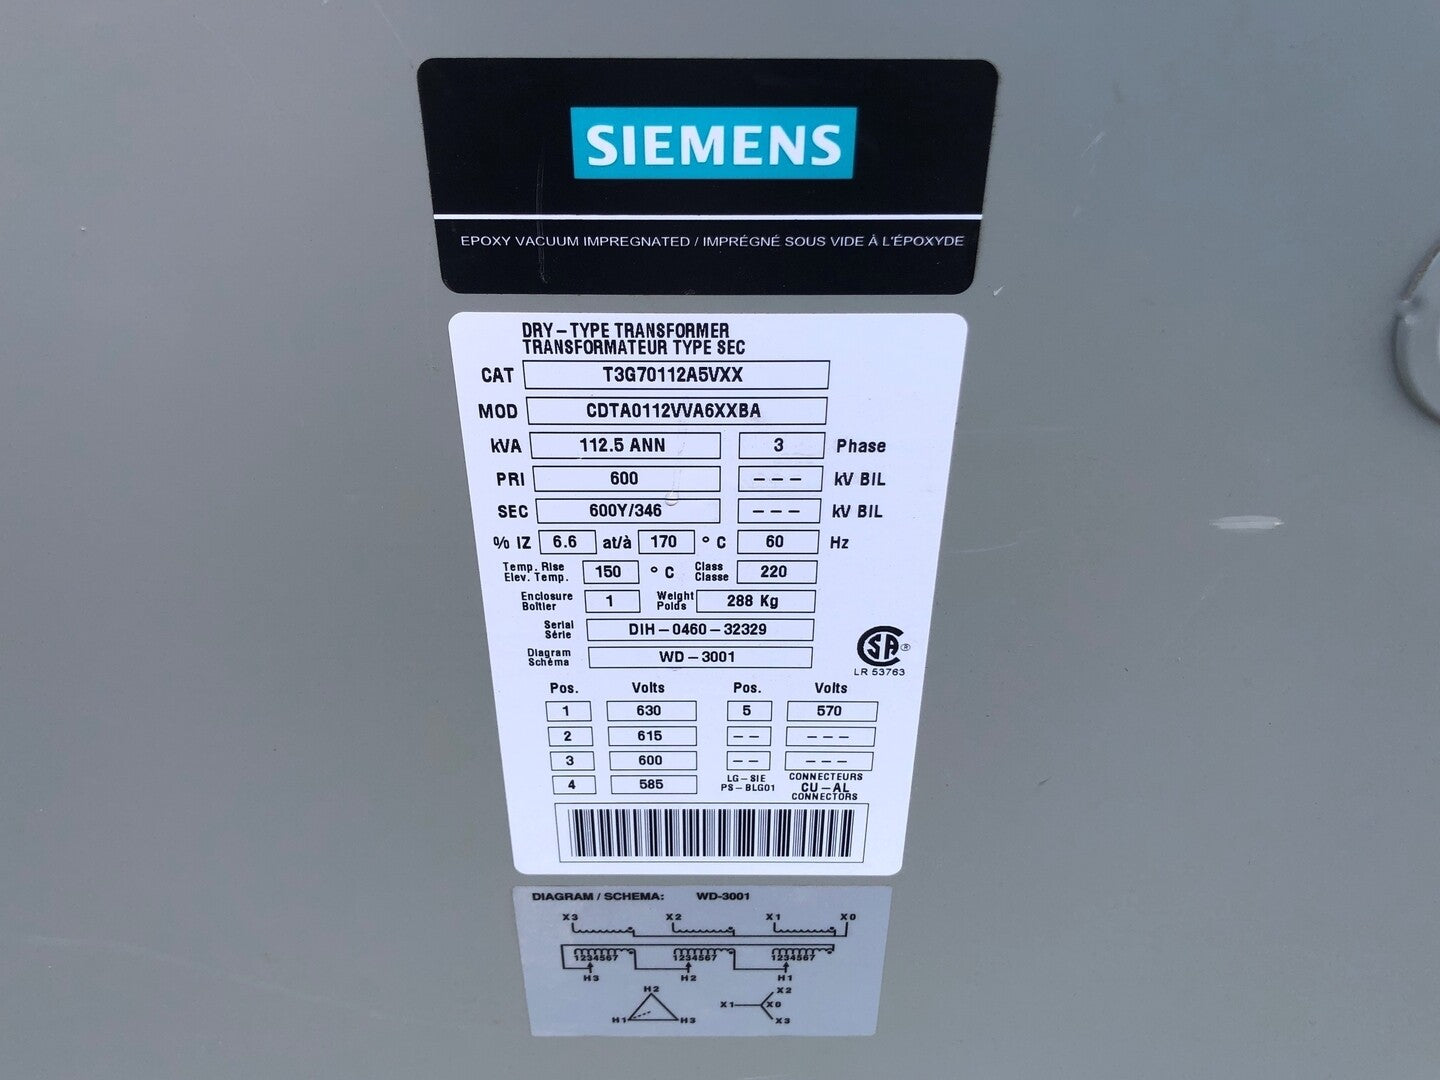 SIEMENS
EPOXY VACUUM IMPREGNATED / IMPRÉGNÉ SOUS VIDE À L'ÉPOXYDE
DRY-TYPE TRANSFORMER
TRANSFORMATEUR TYPE SEC
CAT T3G70112A5VXX
MOD CDTA0112VVA6XXBA
kVA 112.5 ANN 3 Phase
PRI 600 --- kV BIL
SEC 600Y/346 --- kV BIL
% IZ 6.6 at/à 170 °C 60 Hz
Temp. Rise
Elev. Temp. 150 °C Class
Classe 220
Enclosure
Boîtier 1 Weight
Poids 288 Kg
Serial
Série DIH-0460-32329
Diagram
Schéma WD-3001
CSA ®
LR 53763
Pos. Volts Pos. Volts
1 630 5 570
2 615 -- ---
3 600 -- ---
4 585 LG-SIE
PS-BLG01
CONNECTEURS
CU-AL
CONNECTORS
DIAGRAM / SCHEMA: WD-3001
X3 X2 X1 X0
1234567 1234567 1234567
H3 H2 H1
H2 X2
X1 X0
H1 H3 X3